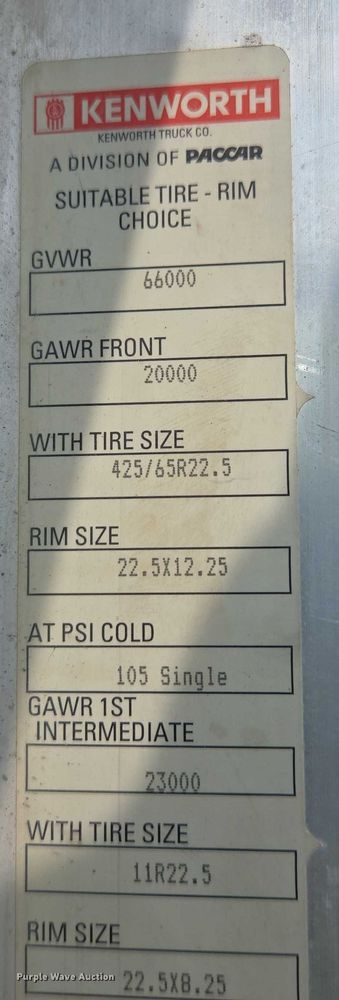 KENWORTH
KENWORTH TRUCK CO.
A DIVISION OF PACCAR
SUITABLE TIRE - RIM
CHOICE
GVWR
66000
GAWR FRONT
20000
WITH TIRE SIZE
425/65R22.5
RIM SIZE
22.5X12.25
AT PSI COLD
105 Single
GAWR 1ST
INTERMEDIATE
23000
WITH TIRE SIZE
11R22.5
RIM SIZE
22.5X8.25
Purple Wave Auction